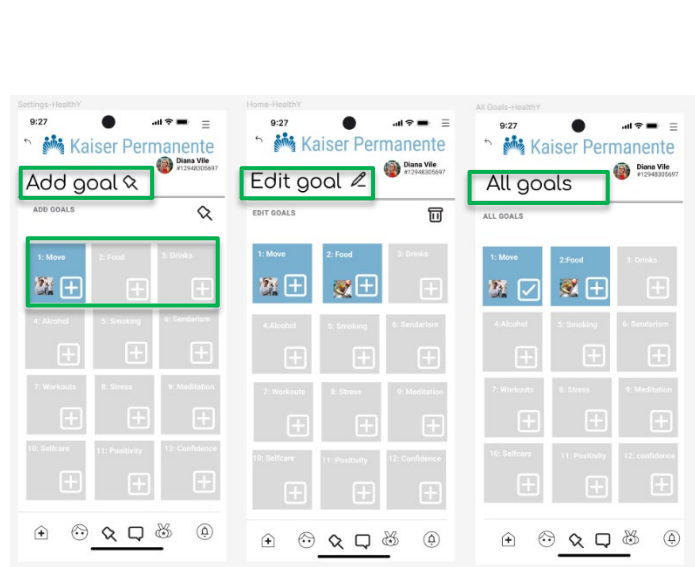 Settings-HealthY
9:27
Kaiser Permanente
Diana Vile
#12948305697
Add goal
ADD GOALS
1: Move
2: Food
3: Drinks
4: Alcohol
5: Smoking
6: Sendarism
7: Workouts
8: Stress
9: Meditation
10: Selfcare
11: Positivity
12: Confidence
Home-HealthY
9:27
Kaiser Permanente
Diana Vile
#12948305697
Edit goal
EDIT GOALS
1: Move
2: Food
3: Drinks
4:Alcohol
5: Smoking
6: Sendarism
7: Workouts
8: Stress
9: Meditation
10: Selfcare
11: Positivity
12: Confidence
All Goals-HealthY
9:27
Kaiser Permanente
Diana Vile
#12948305697
All goals
ALL GOALS
1: Move
2:Food
3: Drinks
4:Alcohol
5: Smoking
6: Sendarism
7: Workouts
8: Stress
9: Meditation
10: Selfcare
11: Positivity
12: confidence